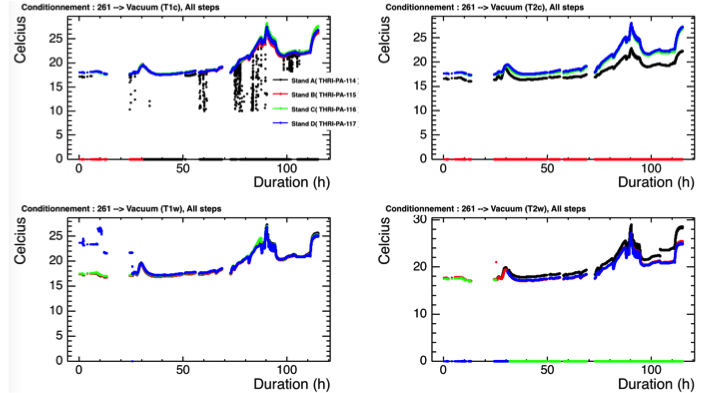 Conditionnement : 261 --> Vacuum (T1c), All steps
Celcius
25
20
15
10
5
0
0
50
100
Duration (h)
Stand A( THRI-PA-114
Stand B( THRI-PA-115
Stand C( THRI-PA-116
Stand D( THRI-PA-117
Conditionnement : 261 --> Vacuum (T2c), All steps
Celcius
25
20
15
10
5
0
0
50
100
Duration (h)
Conditionnement : 261 --> Vacuum (T1w), All steps
Celcius
25
20
15
10
5
0
0
50
100
Duration (h)
Conditionnement : 261 --> Vacuum (T2w), All steps
Celcius
30
20
10
0
0
50
100
Duration (h)